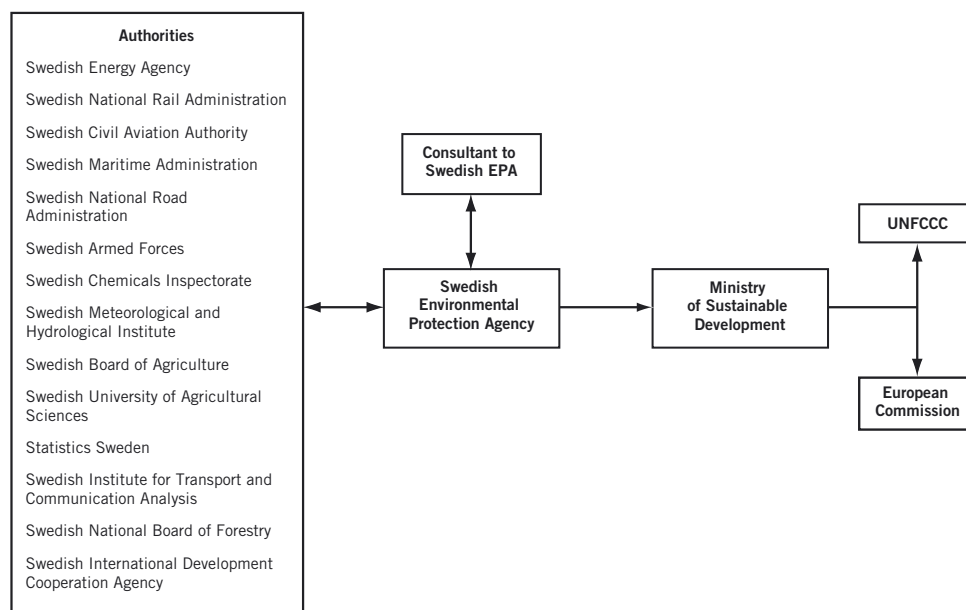 Authorities
Swedish Energy Agency
Swedish National Rail Administration
Swedish Civil Aviation Authority
Swedish Maritime Administration
Swedish National Road
Administration
Swedish Armed Forces
Swedish Chemicals Inspectorate
Swedish Meteorological and
Hydrological Institute
Swedish Board of Agriculture
Swedish University of Agricultural
Sciences
Statistics Sweden
Swedish Institute for Transport and
Communication Analysis
Swedish National Board of Forestry
Swedish International Development
Cooperation Agency
Consultant to
Swedish EPA
Swedish
Environmental
Protection Agency
Ministry
of Sustainable
Development
UNFCCC
European
Commission